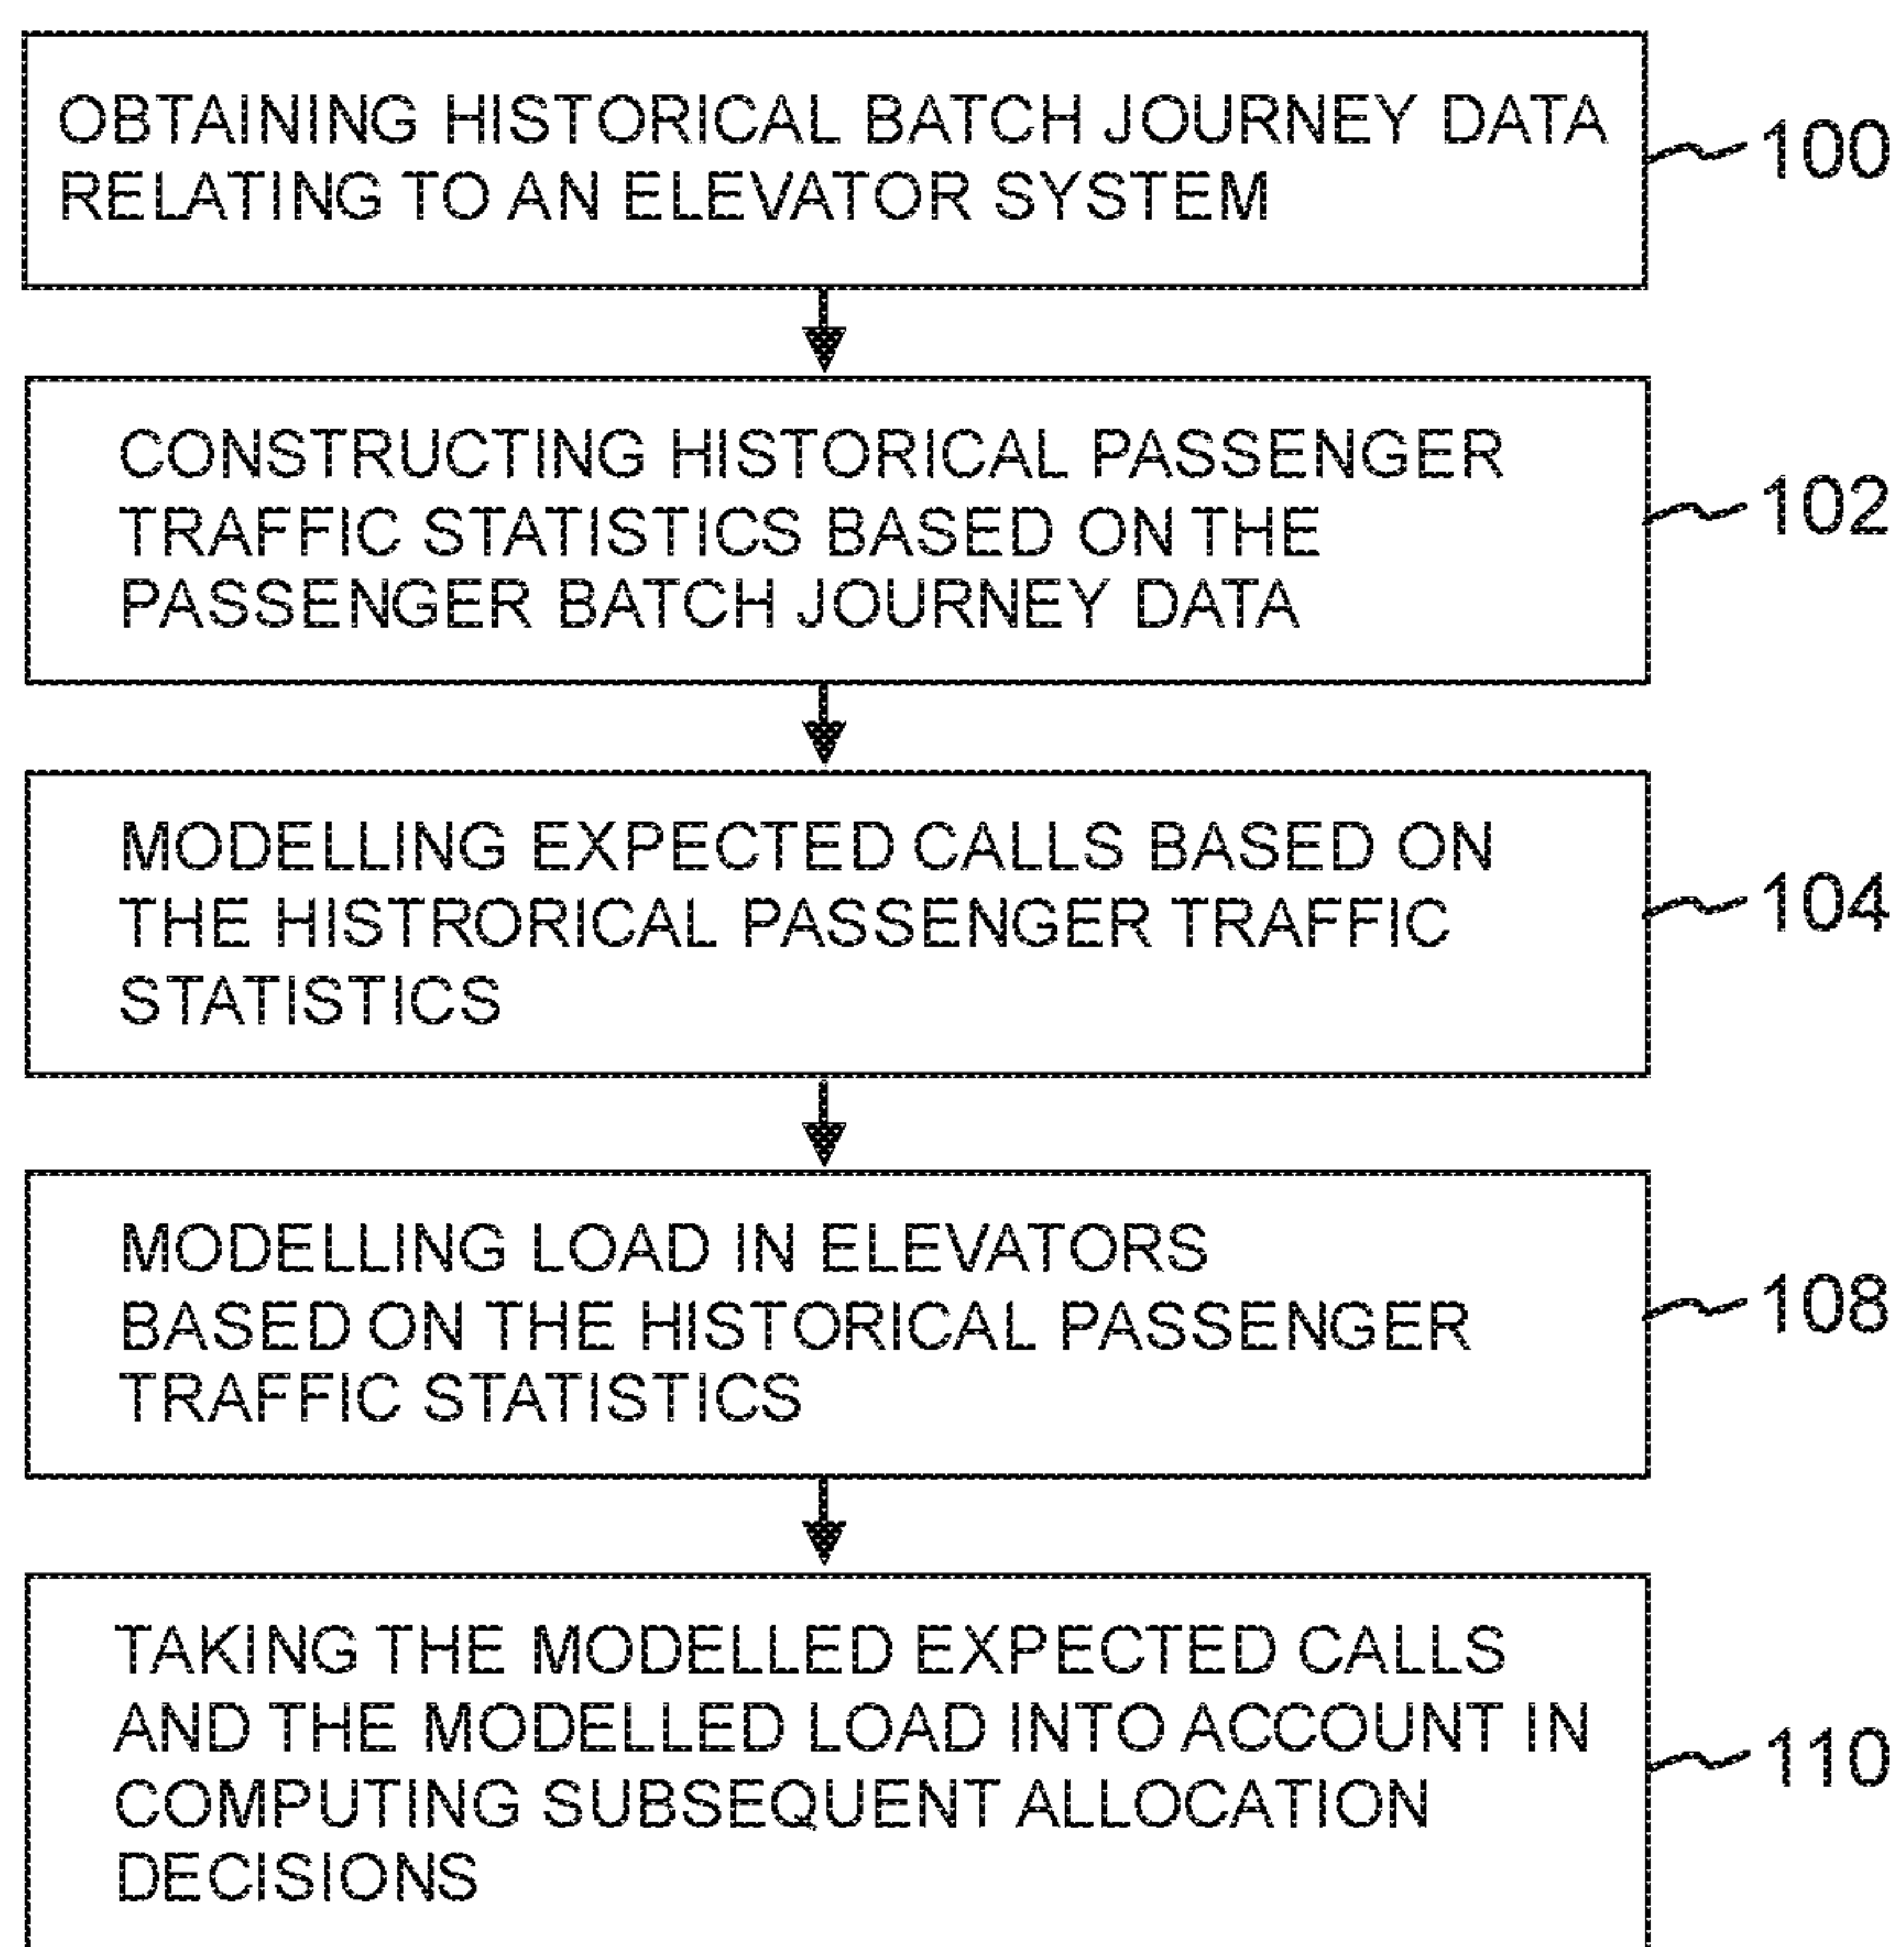 OBTAINING HISTORICAL BATCH JOURNEY DATA
RELATING TO AN ELEVATOR SYSTEM
100
CONSTRUCTING HISTORICAL PASSENGER
TRAFFIC STATISTICS BASED ON THE
PASSENGER BATCH JOURNEY DATA
102
MODELLING EXPECTED CALLS BASED ON
THE HISTRORICAL PASSENGER TRAFFIC
STATISTICS
104
MODELLING LOAD IN ELEVATORS
BASED ON THE HISTORICAL PASSENGER
TRAFFIC STATISTICS
108
TAKING THE MODELLED EXPECTED CALLS
AND THE MODELLED LOAD INTO ACCOUNT IN
COMPUTING SUBSEQUENT ALLOCATION
DECISIONS
110